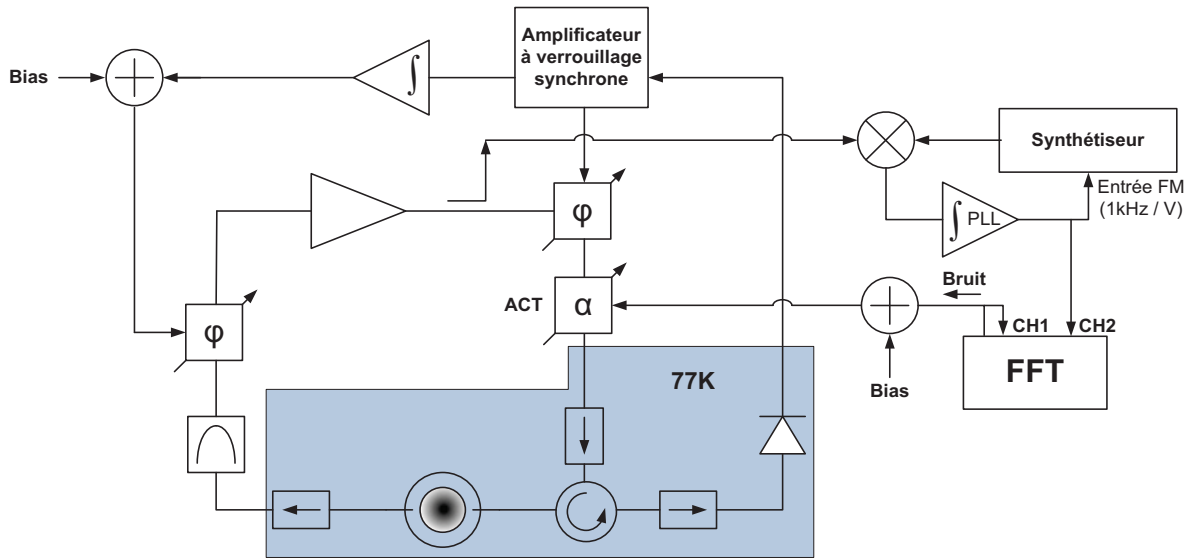 Amplificateur
à verrouillage
synchrone
Bias
∫
Synthétiseur
Entrée FM
(1kHz / V)
φ
∫ PLL
Bruit
ACT
α
φ
CH1
CH2
77K
Bias
FFT